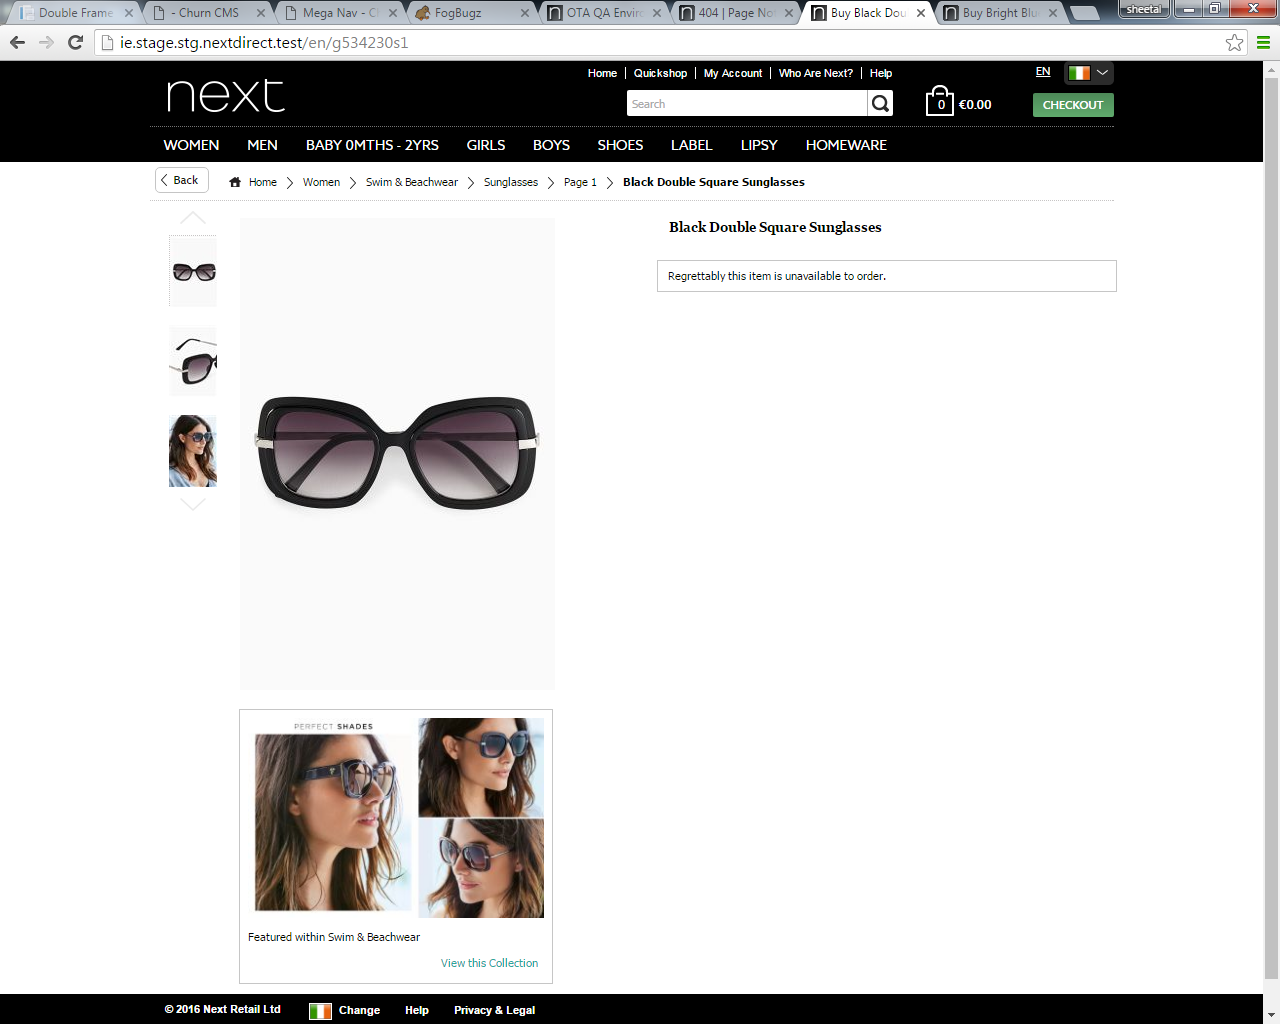 Double Frame
- Churn CMS
Mega Nav - C
FogBugz
OTA QA Enviro
404 | Page No
Buy Black Dou
Buy Bright Blu
sheetal
ie.stage.stg.nextdirect.test/en/g534230s1
next
Home | Quickshop | My Account | Who Are Next? | Help
EN
Search
0 €0.00
CHECKOUT
WOMEN MEN BABY 0MTHS - 2YRS GIRLS BOYS SHOES LABEL LIPSY HOMEWARE
Back
Home > Women > Swim & Beachwear > Sunglasses > Page 1 > Black Double Square Sunglasses
Black Double Square Sunglasses
Regrettably this item is unavailable to order.
PERFECT SHADES
Featured within Swim & Beachwear
View this Collection
© 2016 Next Retail Ltd Change Help Privacy & Legal